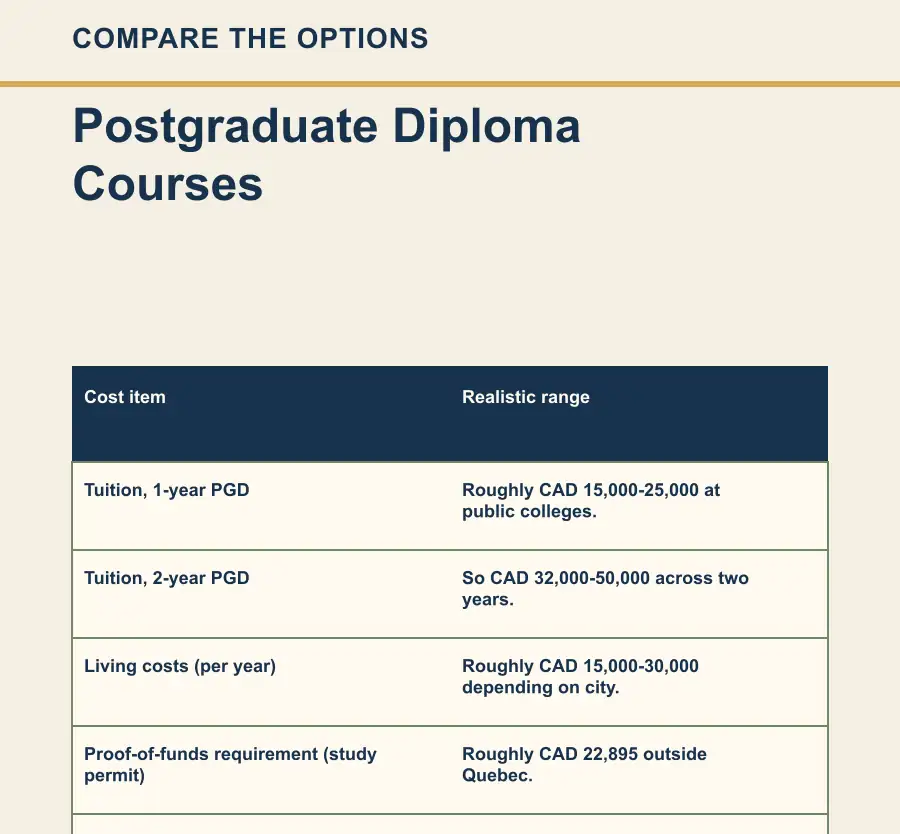 COMPARE THE OPTIONS
Postgraduate Diploma
Courses
Cost item
Realistic range
Tuition, 1-year PGD
Roughly CAD 15,000-25,000 at
public colleges.
Tuition, 2-year PGD
So CAD 32,000-50,000 across two
years.
Living costs (per year)
Roughly CAD 15,000-30,000
depending on city.
Proof-of-funds requirement (study
permit)
Roughly CAD 22,895 outside
Quebec.